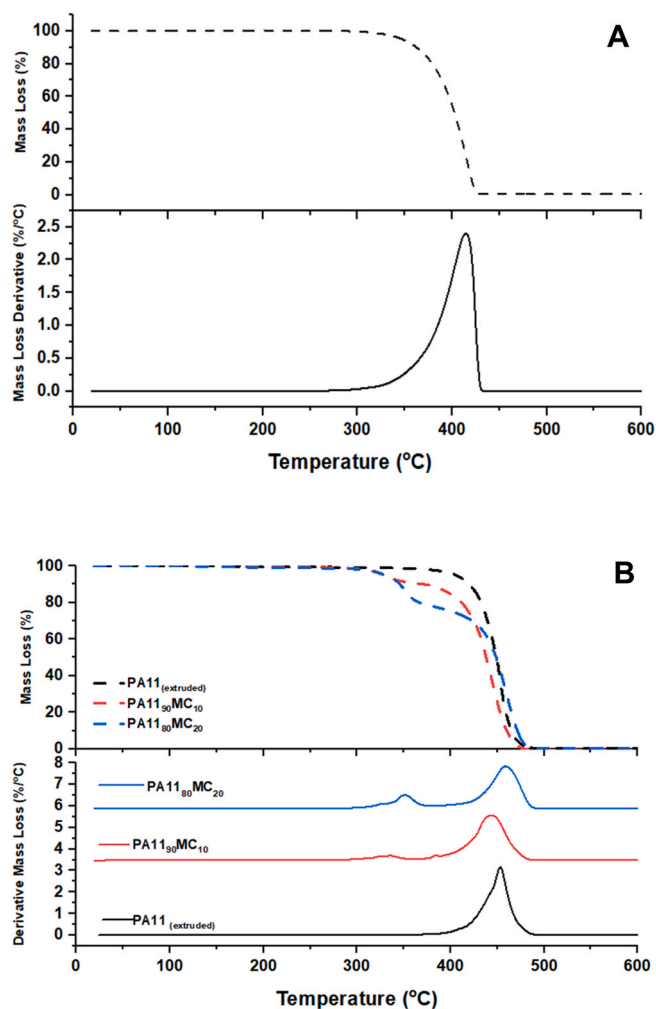 A
Mass Loss (%)
100
80
60
40
20
0
Mass Loss Derivative (%/°C)
2.5
2.0
1.5
1.0
0.5
0.0
0 100 200 300 400 500 600
Temperature (°C)
B
Mass Loss (%)
100
80
60
40
20
0
PA11(extruded)
PA1190MC10
PA1180MC20
Derivative Mass Loss (%/°C)
8
7
6
5
4
3
2
1
0
PA1180MC20
PA1190MC10
PA11 (extruded)
0 100 200 300 400 500 600
Temperature (°C)